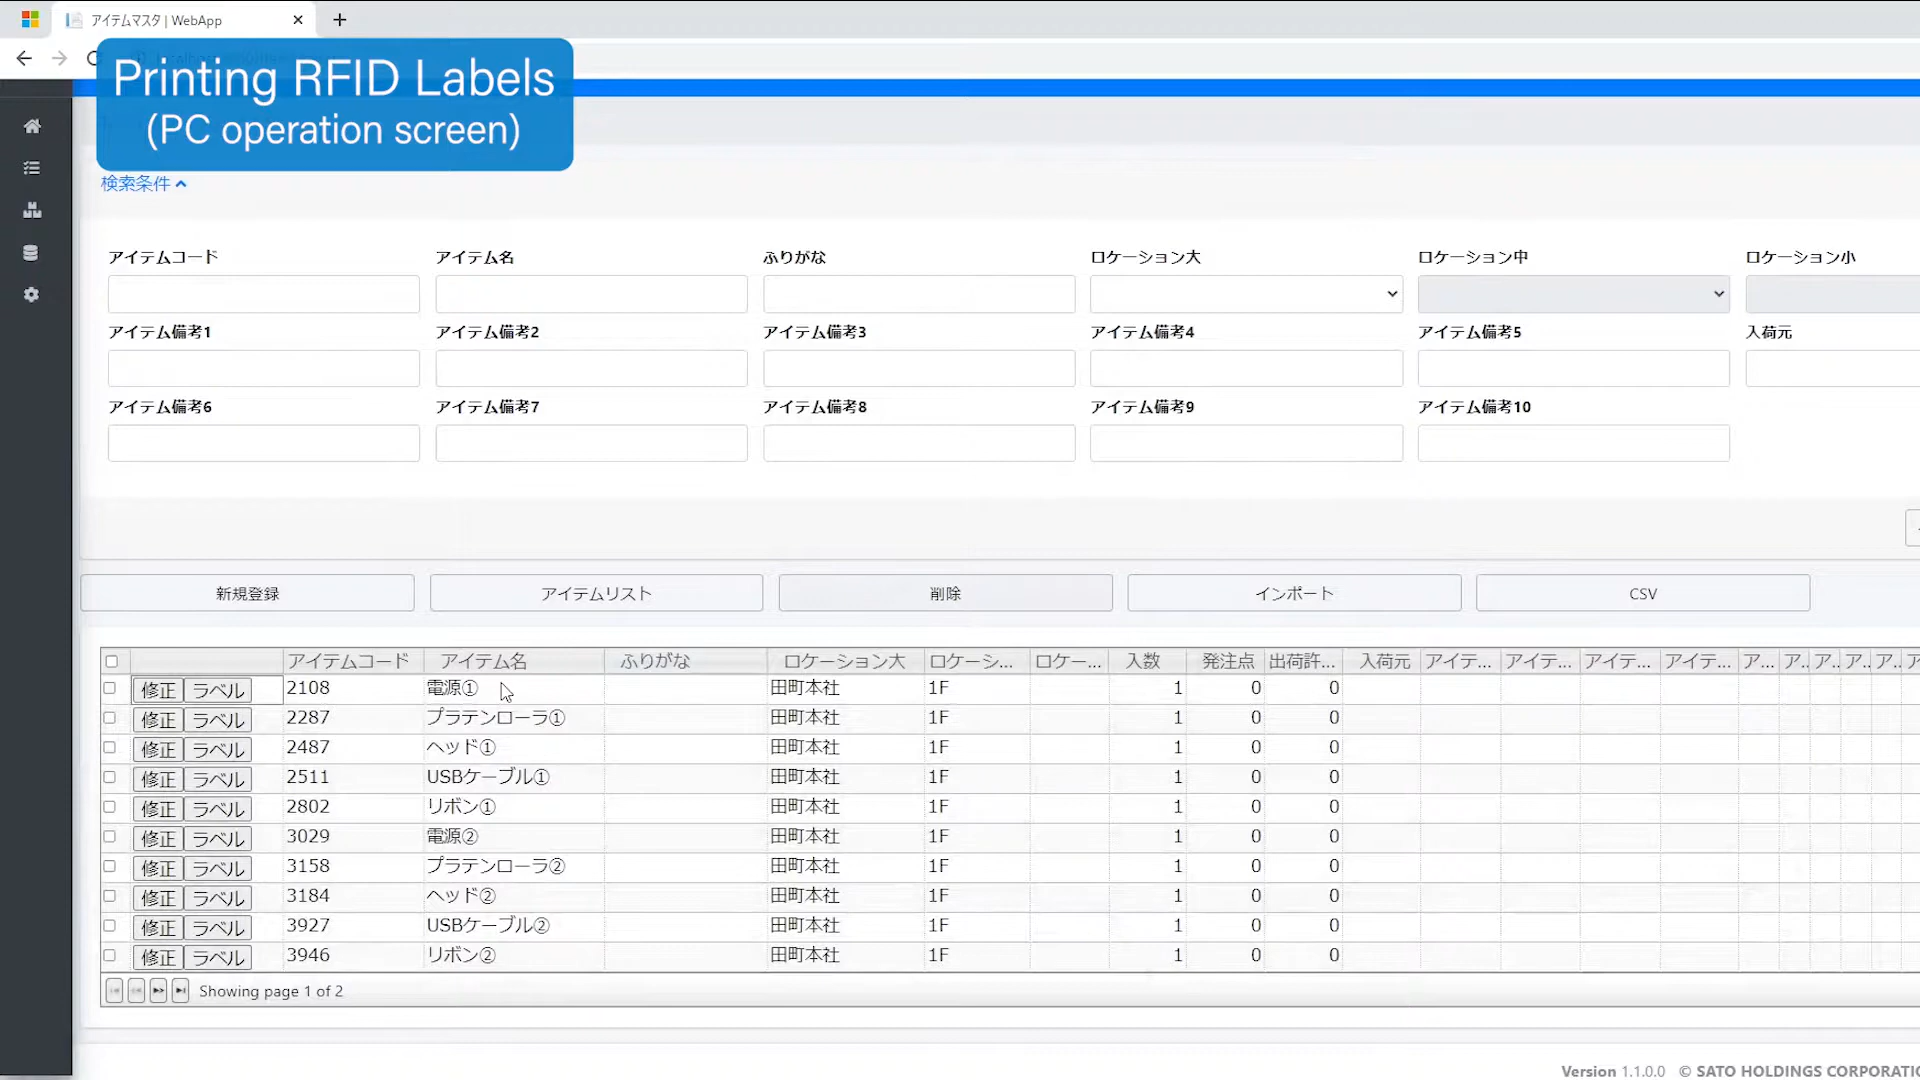 アイテムマスタ | WebApp
Printing RFID Labels
(PC operation screen)
検索条件
アイテムコード アイテム名 ふりがな ロケーション大 ロケーション中 ロケーション小
アイテム備考1 アイテム備考2 アイテム備考3 アイテム備考4 アイテム備考5 入荷元
アイテム備考6 アイテム備考7 アイテム備考8 アイテム備考9 アイテム備考10
新規登録 アイテムリスト 削除 インポート CSV
アイテムコード アイテム名 ふりがな ロケーション大 ロケーシ... ロケー... 入数 発注点 出荷許... 入荷元 アイテ... アイテ... アイテ... アイテ... ア... ア.. ア.. ア.. ア..
修正 ラベル 2108 電源① 田町本社 1F 1 0 0
修正 ラベル 2287 プラテンローラ① 田町本社 1F 1 0 0
修正 ラベル 2487 ヘッド① 田町本社 1F 1 0 0
修正 ラベル 2511 USBケーブル① 田町本社 1F 1 0 0
修正 ラベル 2802 リボン① 田町本社 1F 1 0 0
修正 ラベル 3029 電源② 田町本社 1F 1 0 0
修正 ラベル 3158 プラテンローラ② 田町本社 1F 1 0 0
修正 ラベル 3184 ヘッド② 田町本社 1F 1 0 0
修正 ラベル 3927 USBケーブル② 田町本社 1F 1 0 0
修正 ラベル 3946 リボン② 田町本社 1F 1 0 0
Showing page 1 of 2
Version 1.1.0.0 © SATO HOLDINGS CORPORATIO